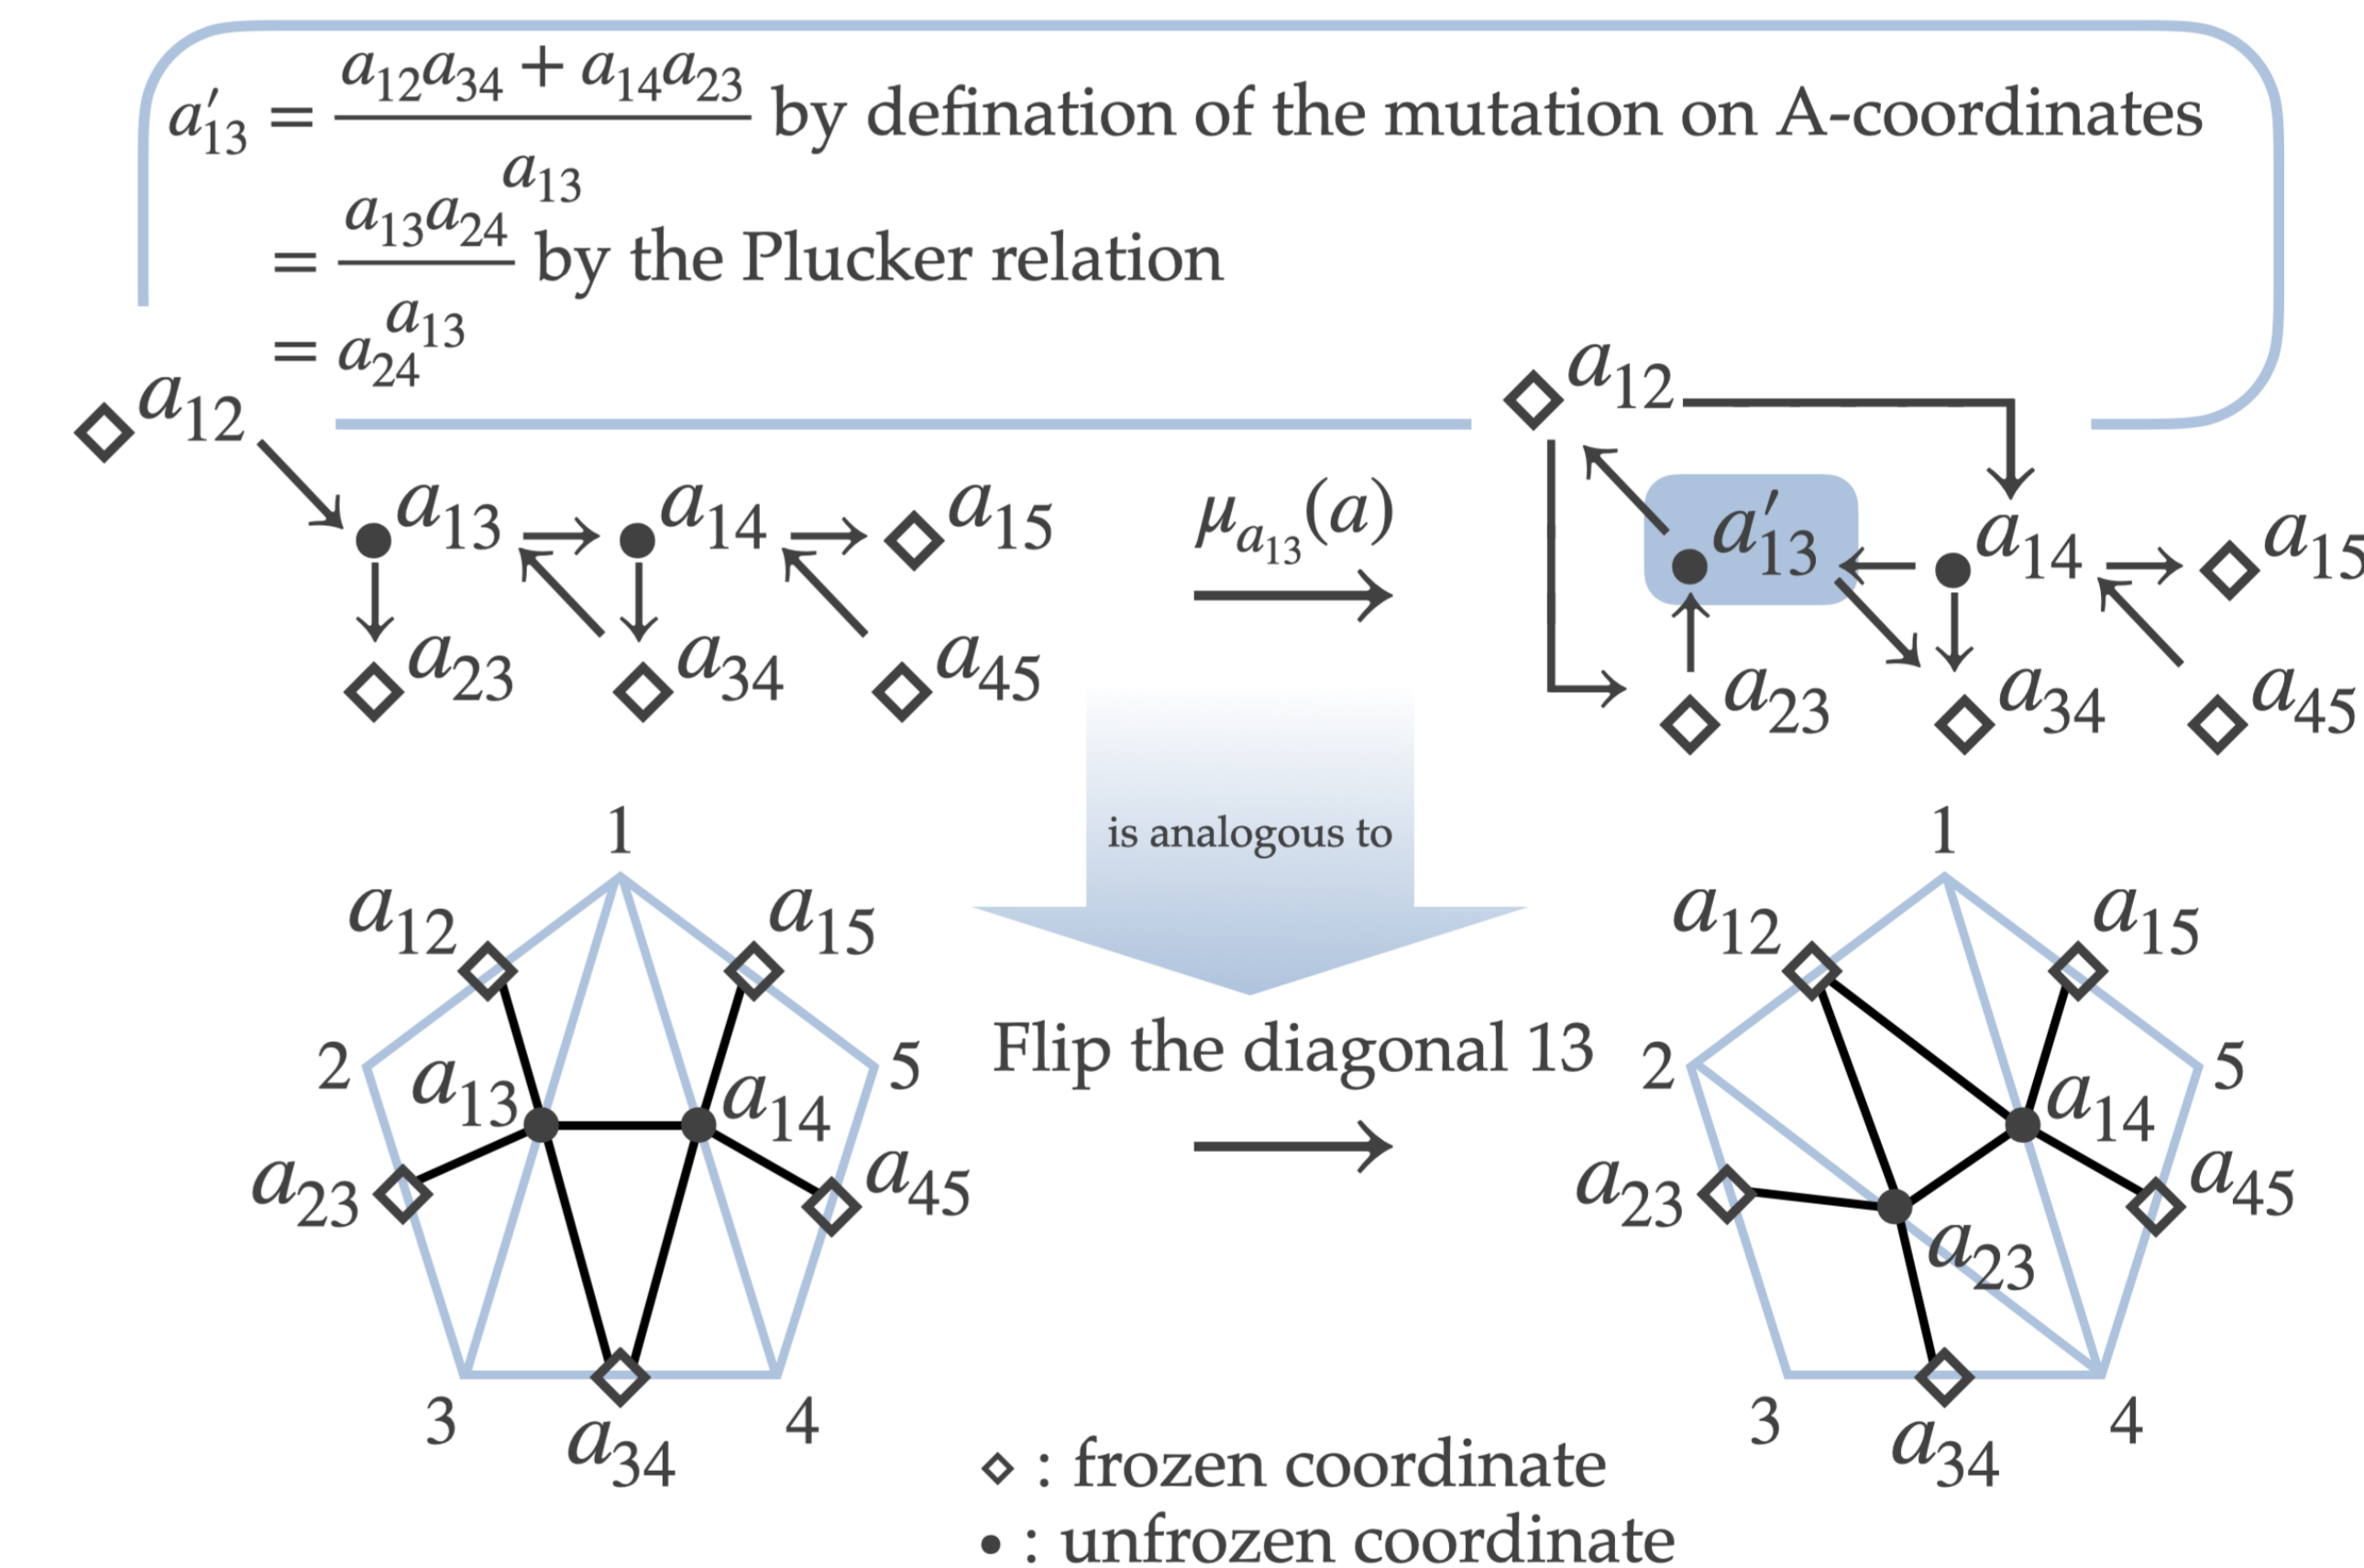 a′₁₃ = (a₁₂a₃₄ + a₁₄a₂₃) / a₁₃ by defination of the mutation on A-coordinates
= a₁₃a₂₄ / a₁₃ by the Plucker relation
= a₂₄
a₁₂
a₁₃ a₁₄ a₁₅
a₂₃ a₃₄ a₄₅
μₐ₁₃(a)
a₁₂
a′₁₃ a₁₄ a₁₅
a₂₃ a₃₄ a₄₅
is analogous to
Flip the diagonal 13
1
a₁₂ a₁₅
2 5
a₁₃ a₁₄
a₂₃ a₄₅
3 4
a₃₄
1
a₁₂ a₁₅
2 5
a₁₄
a₂₃ a₄₅
a₂₃
3 4
a₃₄
◇ : frozen coordinate
• : unfrozen coordinate